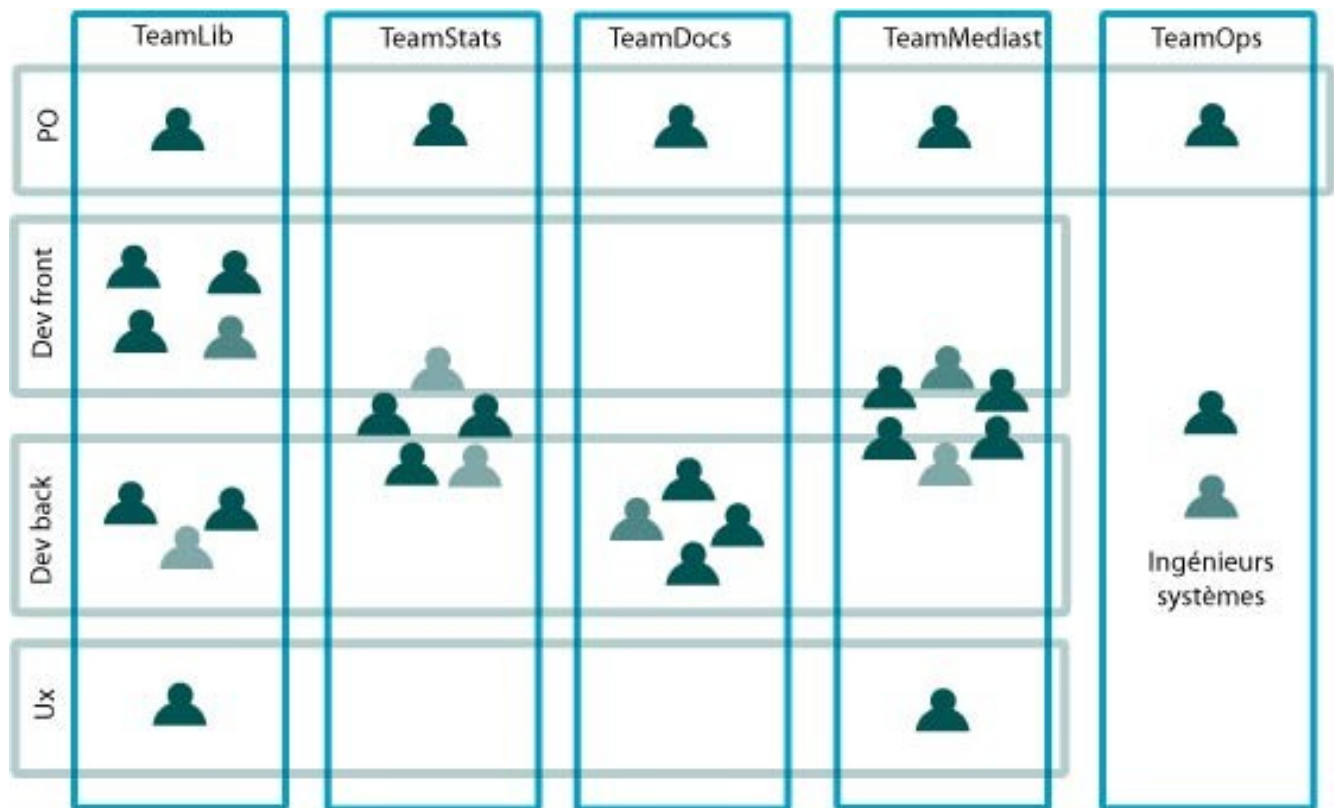 TeamLib
TeamStats
TeamDocs
TeamMediast
TeamOps
PO
Dev front
Dev back
Ingénieurs
systèmes
Ux